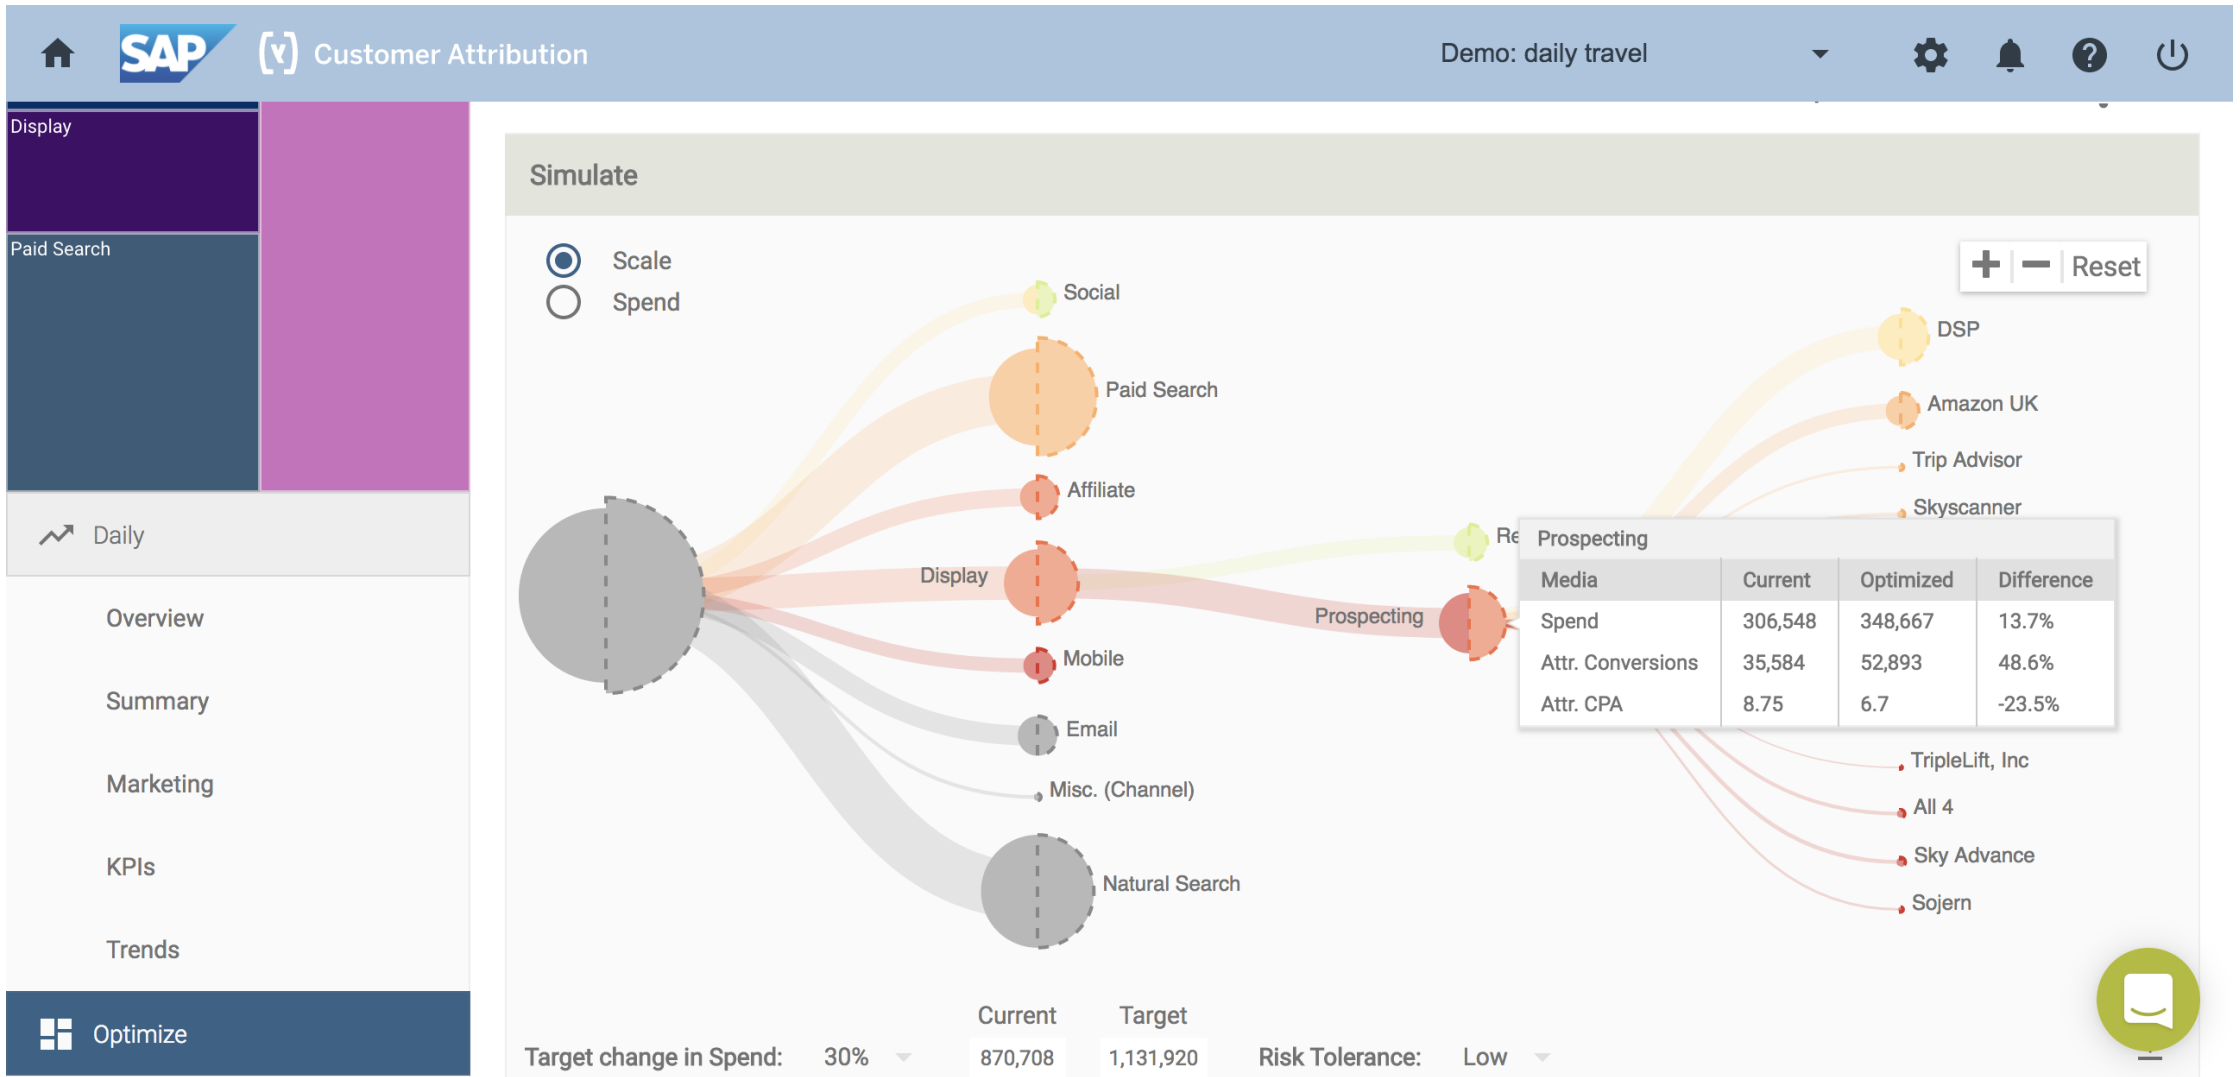 SAP Customer Attribution Demo: daily travel
Display
Paid Search
Daily
Overview
Summary
Marketing
KPIs
Trends
Optimize
Simulate
Scale
Spend
Reset
Social
Paid Search
Affiliate
Display
Mobile
Email
Misc. (Channel)
Natural Search
Re
Prospecting
DSP
Amazon UK
Trip Advisor
Skyscanner
Prospecting
Media Current Optimized Difference
Spend 306,548 348,667 13.7%
Attr. Conversions 35,584 52,893 48.6%
Attr. CPA 8.75 6.7 -23.5%
TripleLift, Inc
All 4
Sky Advance
Sojern
Current Target
Target change in Spend: 30% 870,708 1,131,920 Risk Tolerance: Low